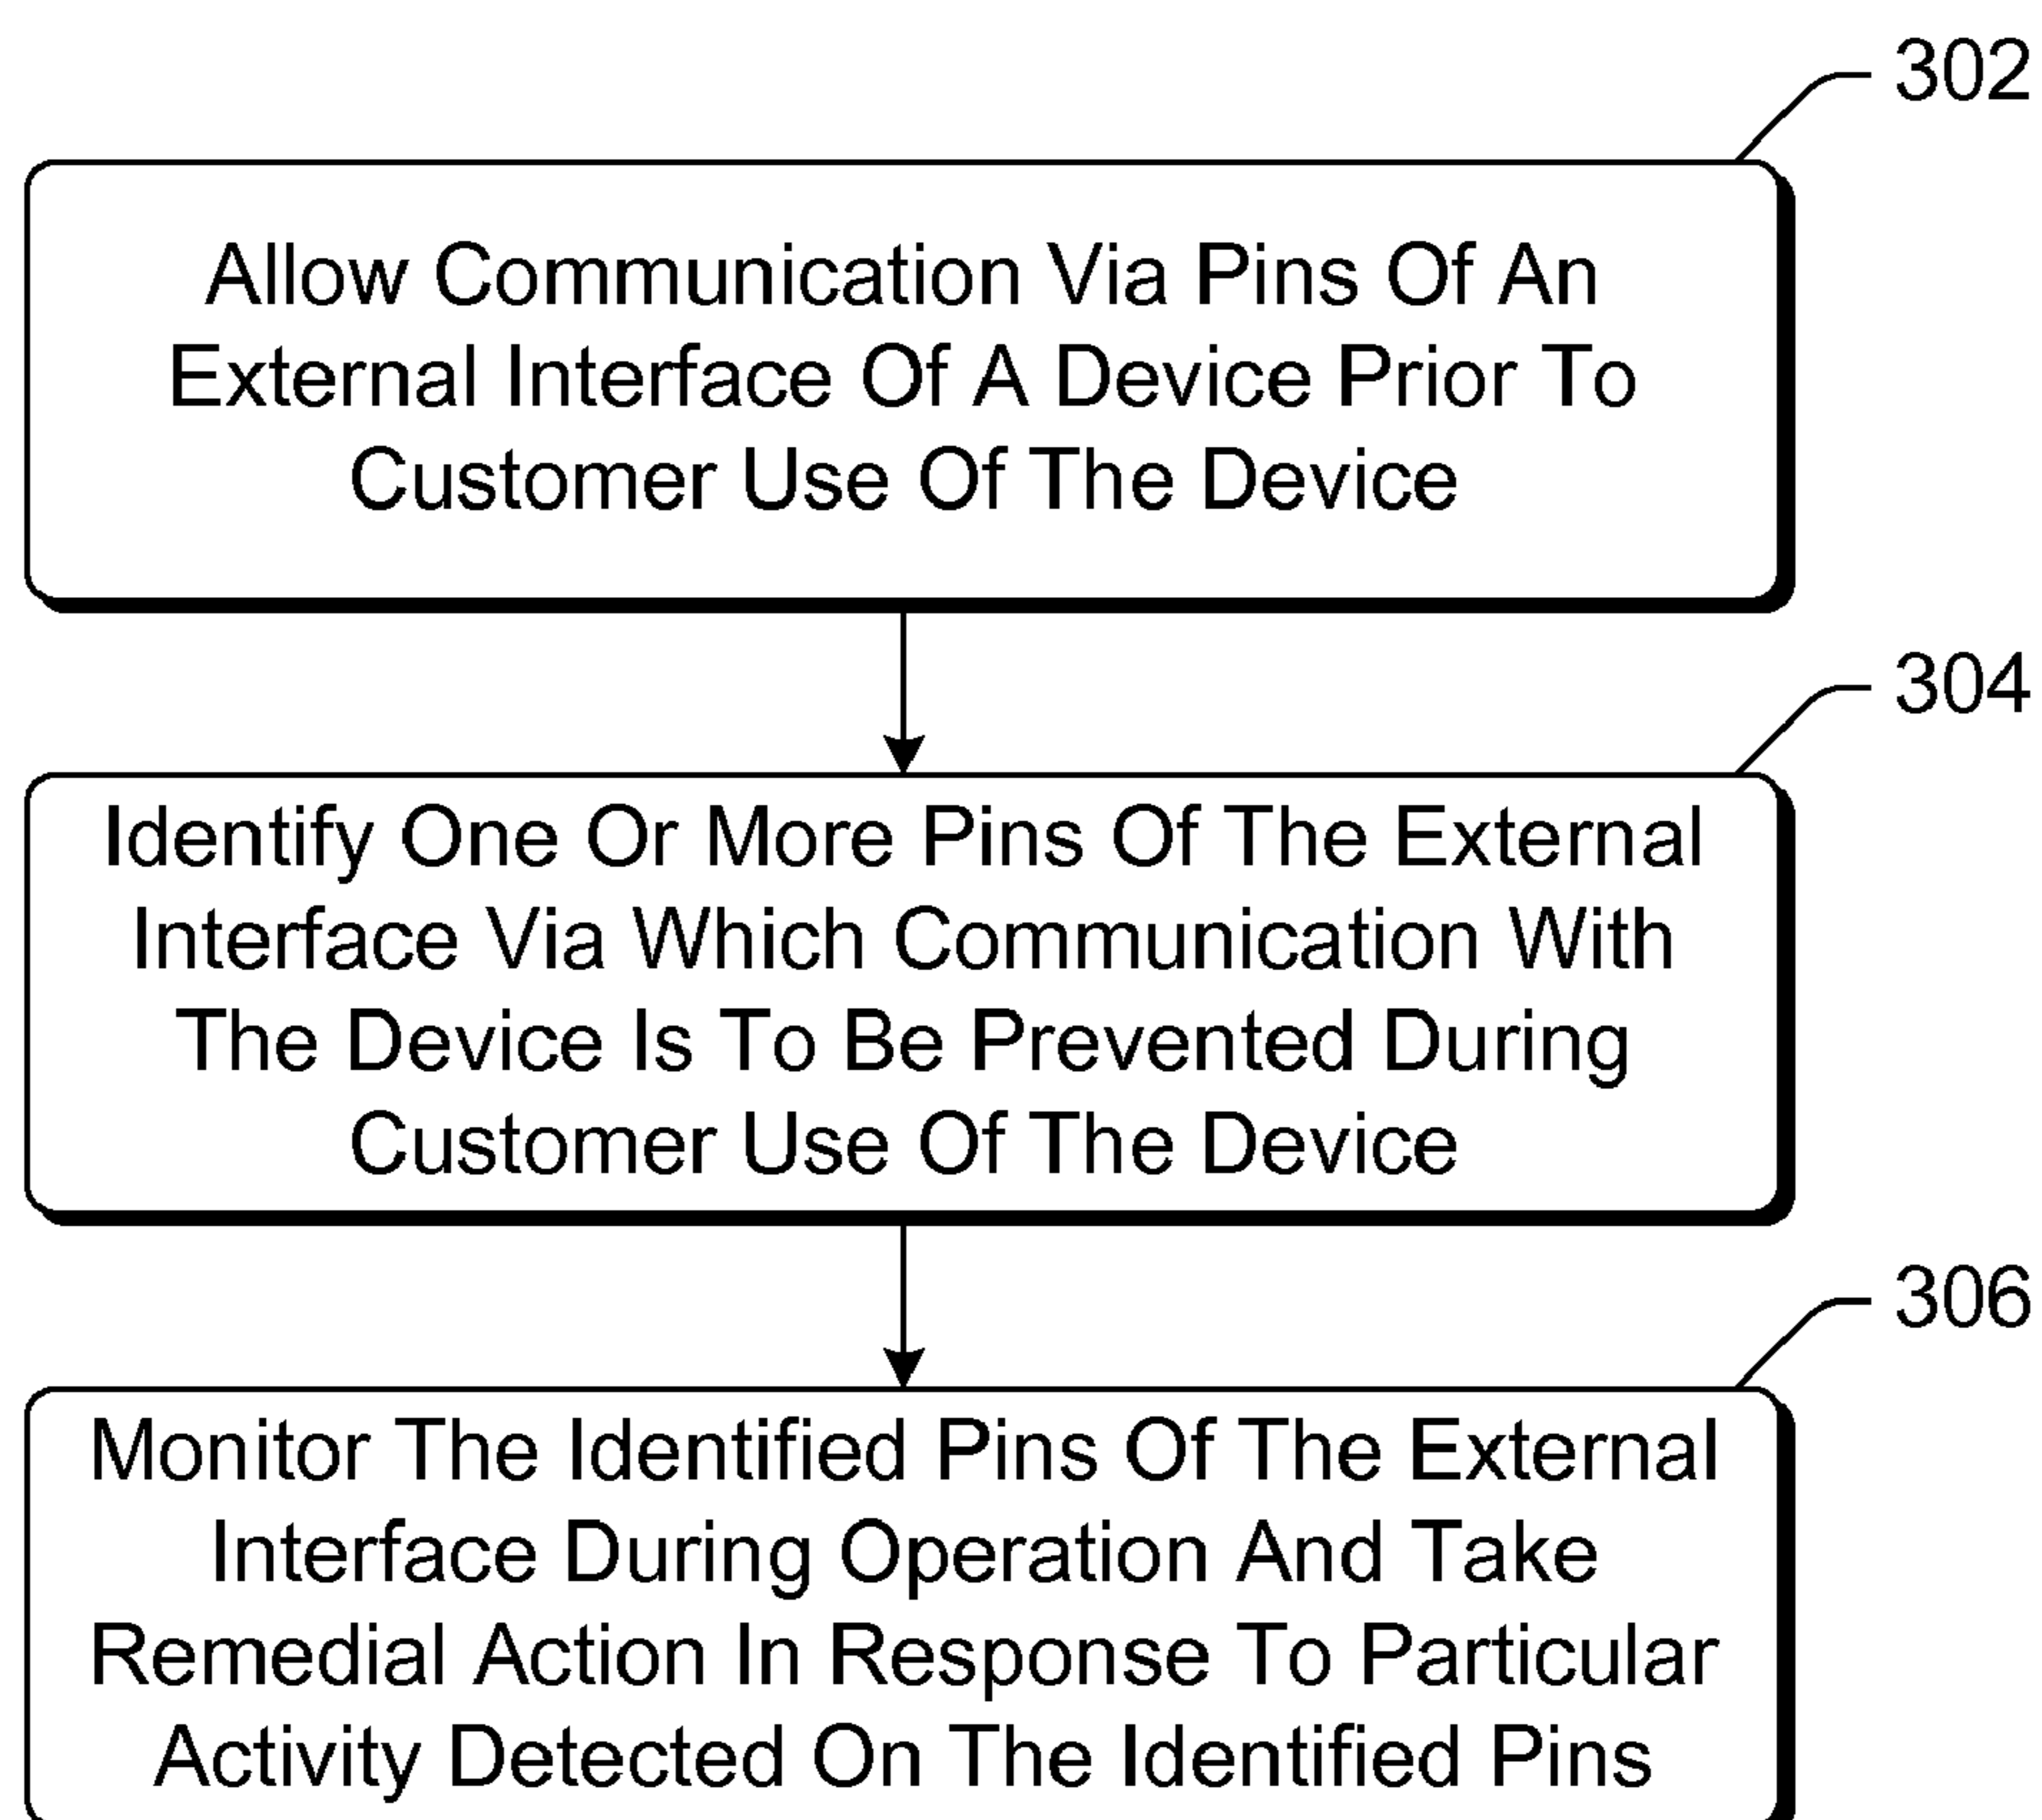 302
Allow Communication Via Pins Of An
External Interface Of A Device Prior To
Customer Use Of The Device
304
Identify One Or More Pins Of The External
Interface Via Which Communication With
The Device Is To Be Prevented During
Customer Use Of The Device
306
Monitor The Identified Pins Of The External
Interface During Operation And Take
Remedial Action In Response To Particular
Activity Detected On The Identified Pins